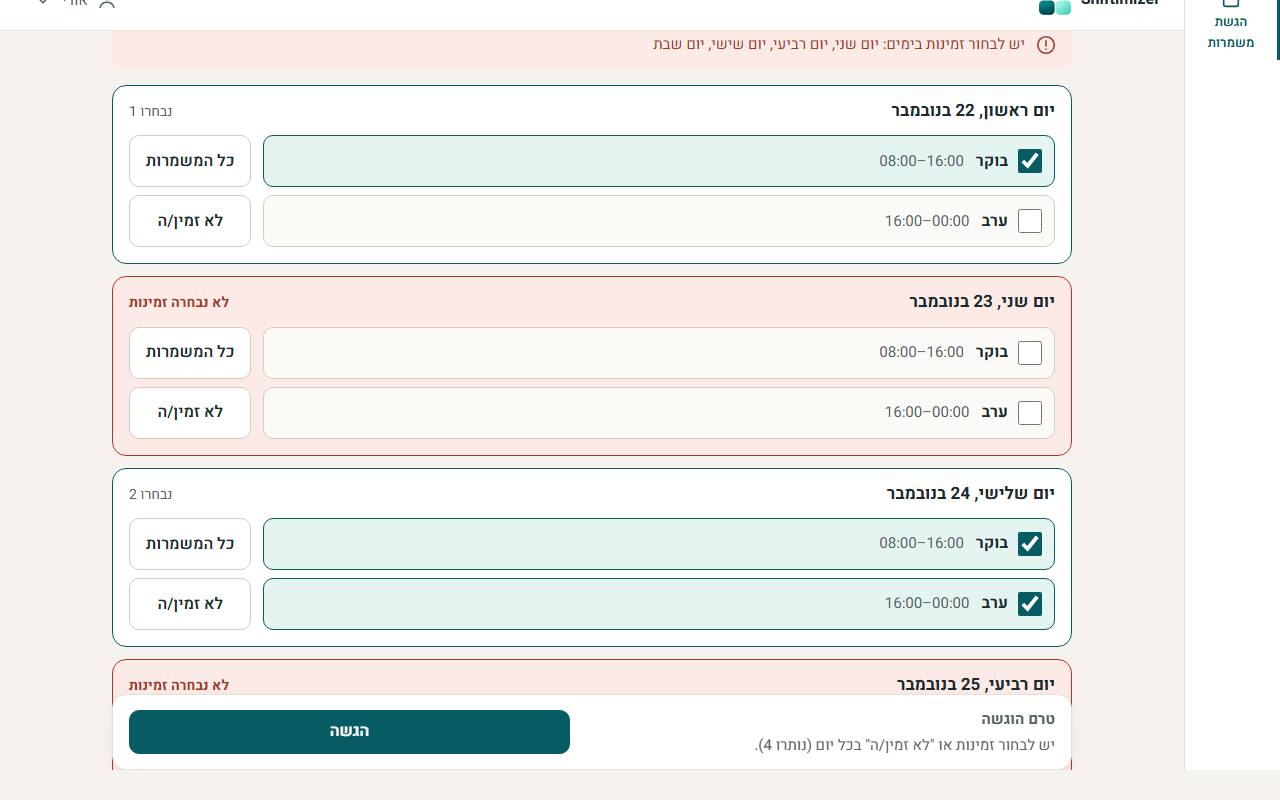 אורי
Shiftimizer
הגשת
משמרות
יש לבחור זמינות בימים: יום שני, יום רביעי, יום שישי, יום שבת
יום ראשון, 22 בנובמבר
נבחרו 1
בוקר 08:00–16:00
כל המשמרות
ערב 16:00–00:00
לא זמין/ה
יום שני, 23 בנובמבר
לא נבחרה זמינות
בוקר 08:00–16:00
כל המשמרות
ערב 16:00–00:00
לא זמין/ה
יום שלישי, 24 בנובמבר
נבחרו 2
בוקר 08:00–16:00
כל המשמרות
ערב 16:00–00:00
לא זמין/ה
יום רביעי, 25 בנובמבר
לא נבחרה זמינות
טרם הוגשה
יש לבחור זמינות או "לא זמין/ה" בכל יום (נותרו 4).
הגשה